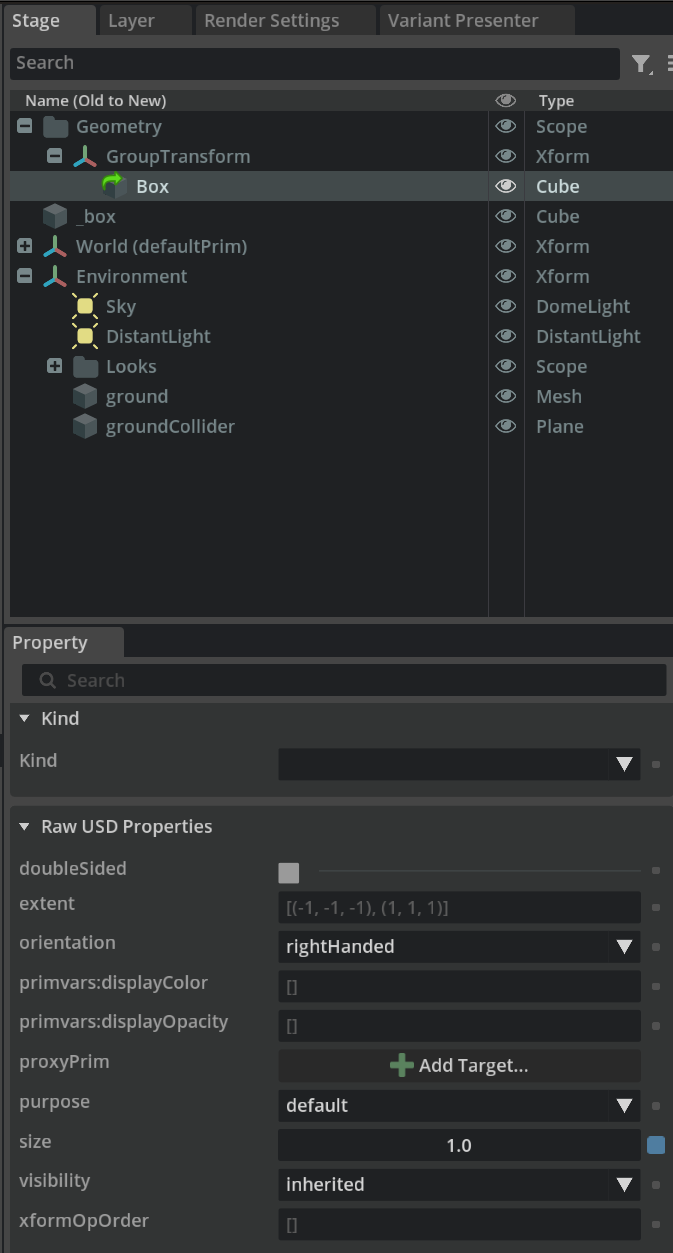 Stage Layer Render Settings Variant Presenter
Search
Name (Old to New) Type
Geometry Scope
GroupTransform Xform
Box Cube
_box Cube
World (defaultPrim) Xform
Environment Xform
Sky DomeLight
DistantLight DistantLight
Looks Scope
ground Mesh
groundCollider Plane
Property
Search
Kind
Kind
Raw USD Properties
doubleSided
extent [(-1, -1, -1), (1, 1, 1)]
orientation rightHanded
primvars:displayColor []
primvars:displayOpacity []
proxyPrim Add Target...
purpose default
size 1.0
visibility inherited
xformOpOrder []